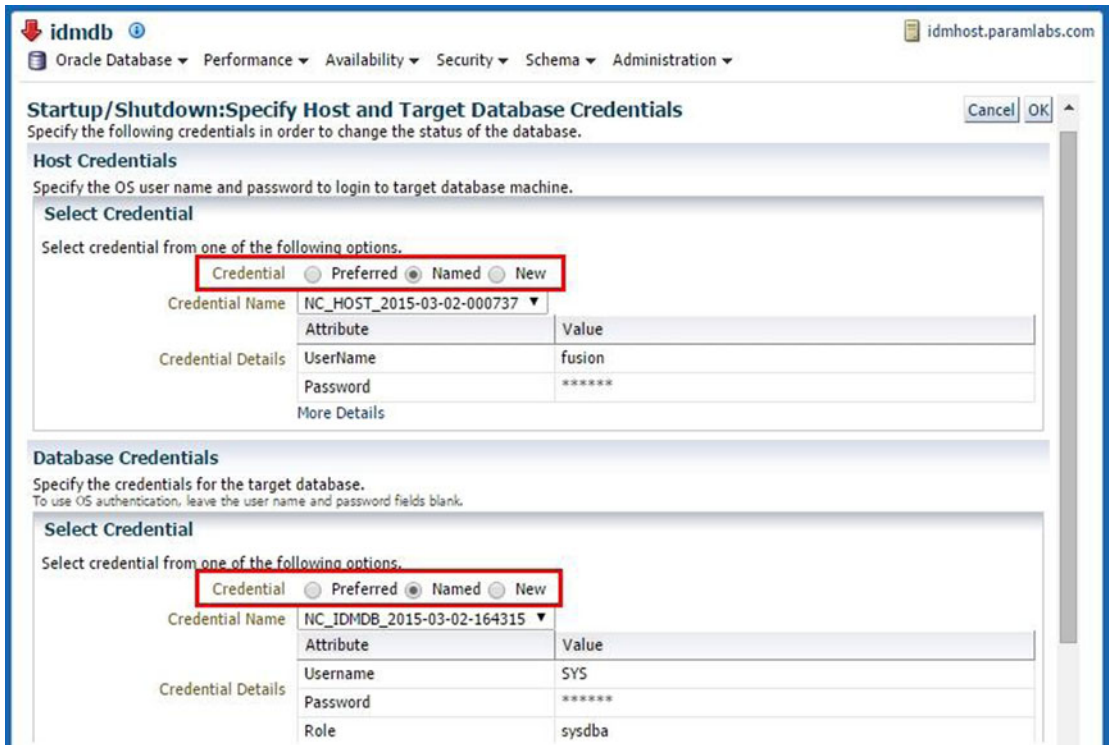 idmdb
idmhost.paramlabs.com
Oracle Database Performance Availability Security Schema Administration
Startup/Shutdown:Specify Host and Target Database Credentials
Cancel OK
Specify the following credentials in order to change the status of the database.
Host Credentials
Specify the OS user name and password to login to target database machine.
Select Credential
Select credential from one of the following options.
Credential Preferred Named New
Credential Name NC_HOST_2015-03-02-000737
Attribute Value
Credential Details UserName fusion
Password ******
More Details
Database Credentials
Specify the credentials for the target database.
To use OS authentication, leave the user name and password fields blank.
Select Credential
Select credential from one of the following options.
Credential Preferred Named New
Credential Name NC_IDMDB_2015-03-02-164315
Attribute Value
Username SYS
Credential Details
Password ******
Role sysdba